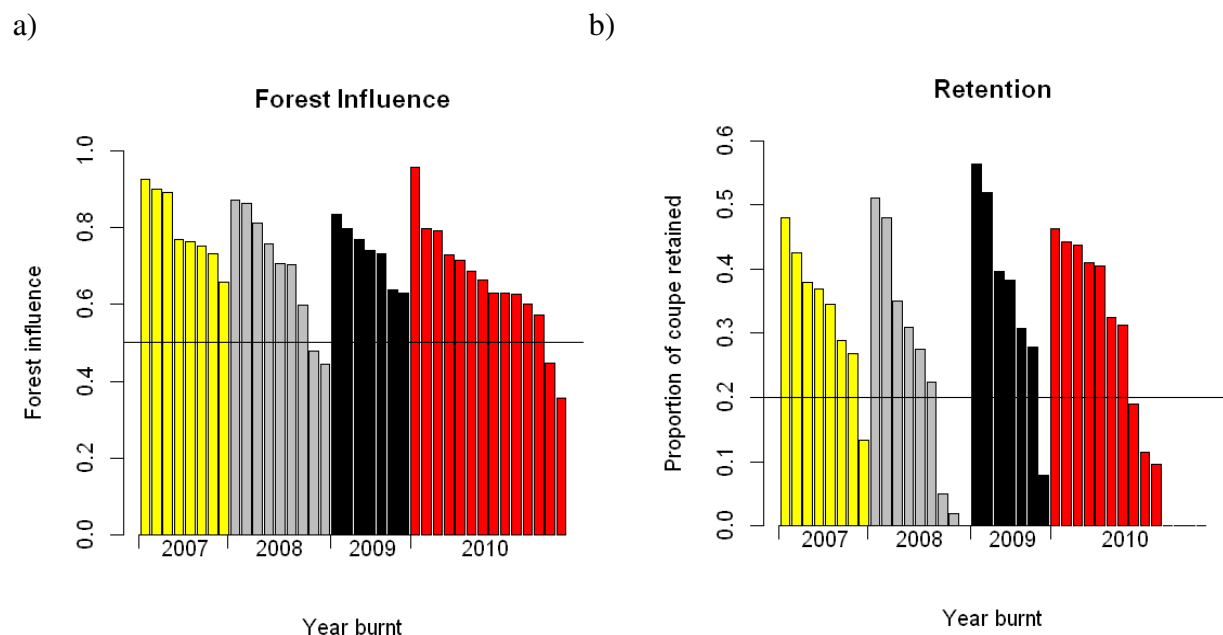 a)
b)
Forest Influence
Forest influence
0.0 0.2 0.4 0.6 0.8 1.0
2007 2008 2009 2010
Year burnt
Retention
Proportion of coupe retained
0.0 0.1 0.2 0.3 0.4 0.5 0.6
2007 2008 2009 2010
Year burnt